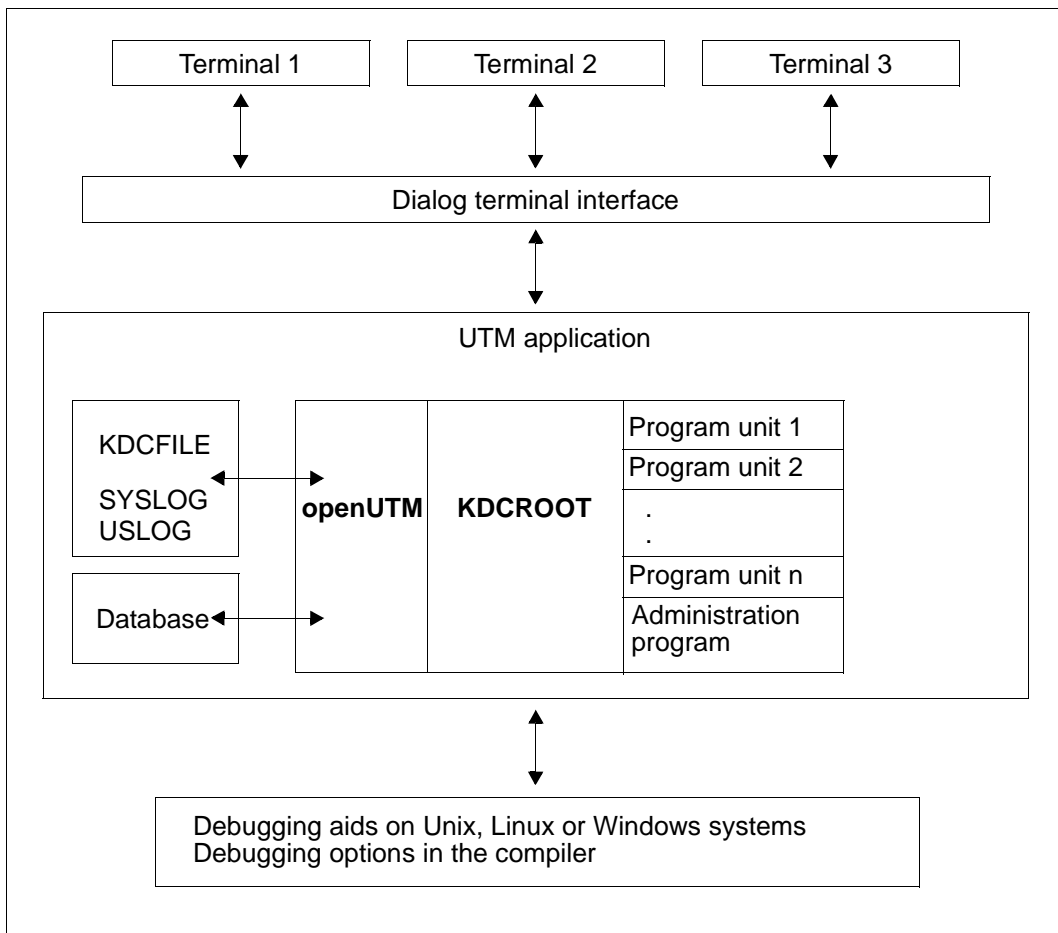 Terminal 1
Terminal 2
Terminal 3
Dialog terminal interface
UTM application
KDCFILE
SYSLOG
USLOG
Database
openUTM
KDCROOT
Program unit 1
Program unit 2
.
.
Program unit n
Administration
program
Debugging aids on Unix, Linux or Windows systems
Debugging options in the compiler